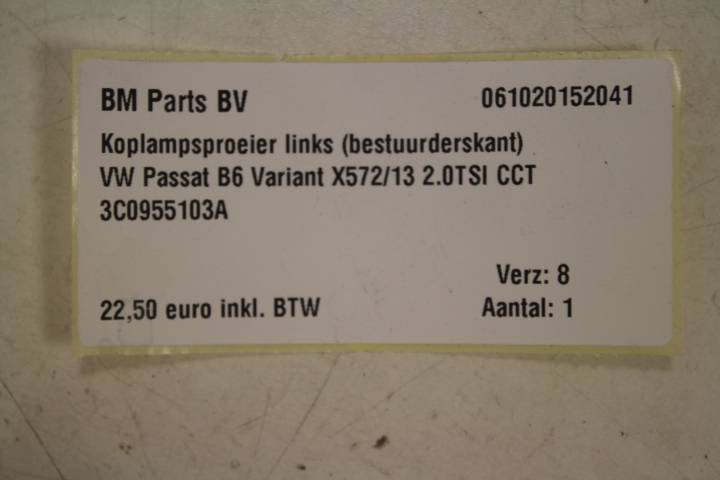 BM Parts BV 061020152041
Koplampsproeier links (bestuurderskant)
VW Passat B6 Variant X572/13 2.0TSI CCT
3C0955103A
Verz: 8
22,50 euro inkl. BTW Aantal: 1